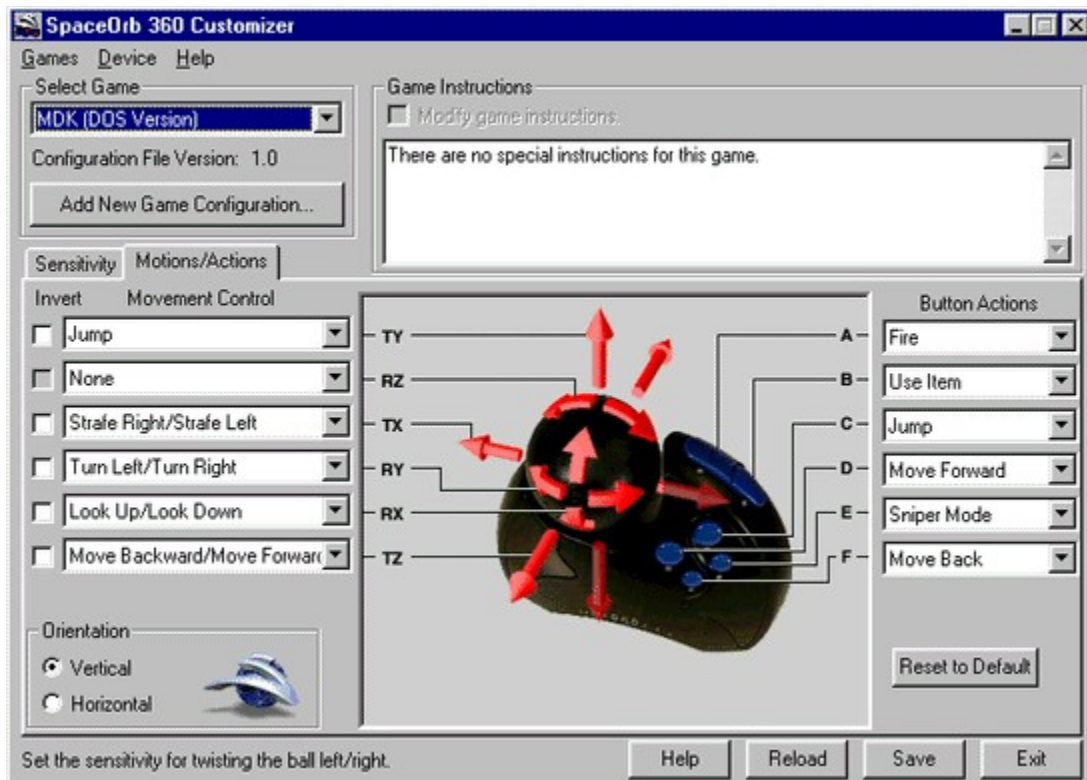 SpaceOrb 360 Customizer
Games Device Help
Select Game
MDK (DOS Version)
Configuration File Version: 1.0
Add New Game Configuration...
Game Instructions
Modify game instructions.
There are no special instructions for this game.
Sensitivity Motions/Actions
Invert Movement Control
Jump
None
Strafe Right/Strafe Left
Turn Left/Turn Right
Look Up/Look Down
Move Backward/Move Forward
TY
RZ
TX
RY
RX
TZ
A
B
C
D
E
F
Button Actions
Fire
Use Item
Jump
Move Forward
Sniper Mode
Move Back
Orientation
Vertical
Horizontal
Reset to Default
Set the sensitivity for twisting the ball left/right.
Help Reload Save Exit